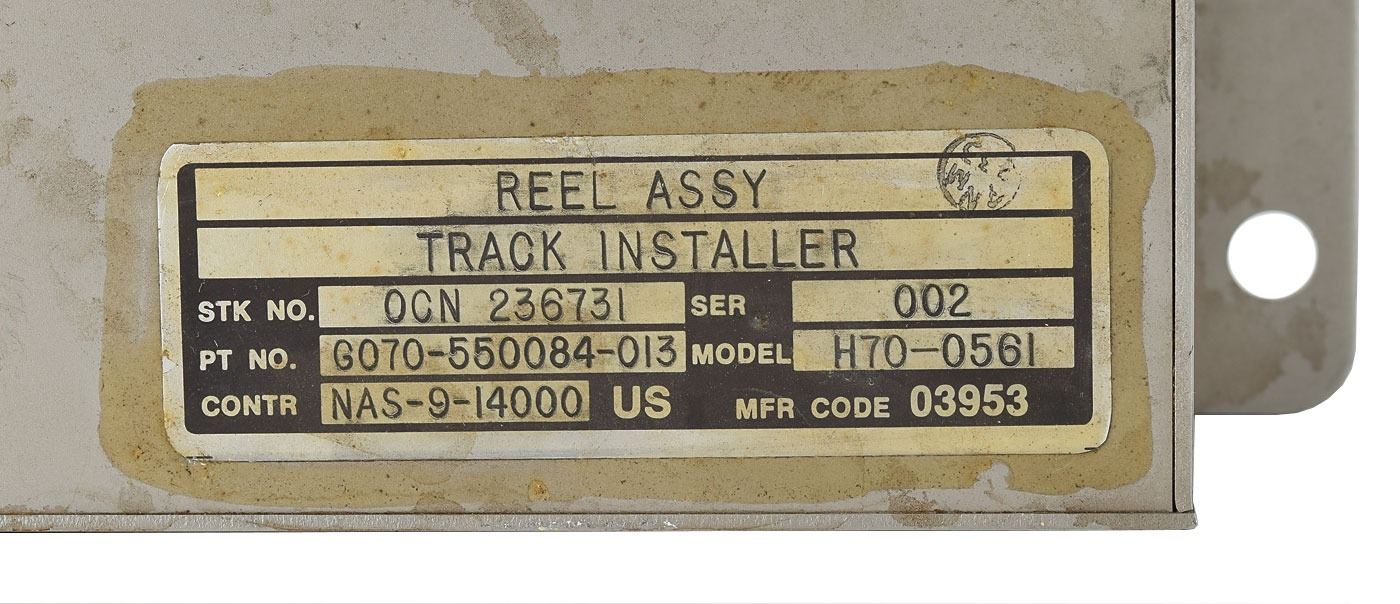 REEL ASSY
TRACK INSTALLER
STK NO. OCN 236731 SER 002
PT NO. G070-550084-013 MODEL H70-0561
CONTR NAS-9-14000 US MFR CODE 03953